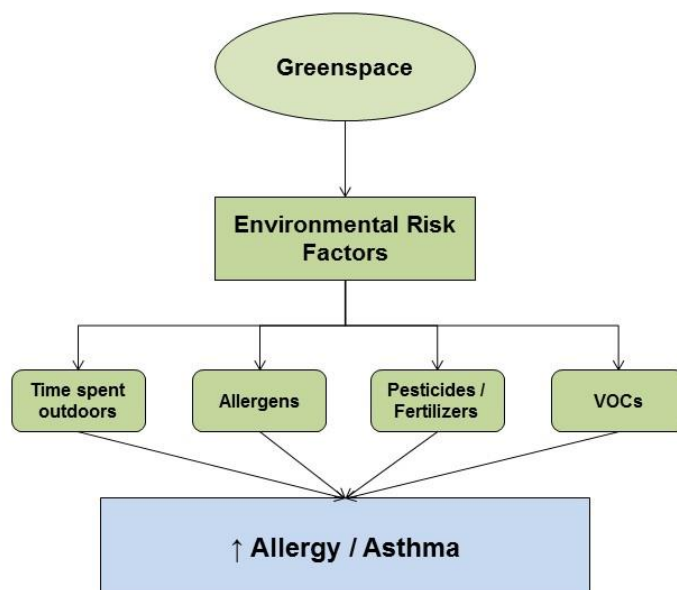 Greenspace
Environmental Risk
Factors
Time spent
outdoors
Allergens
Pesticides /
Fertilizers
VOCs
↑ Allergy / Asthma